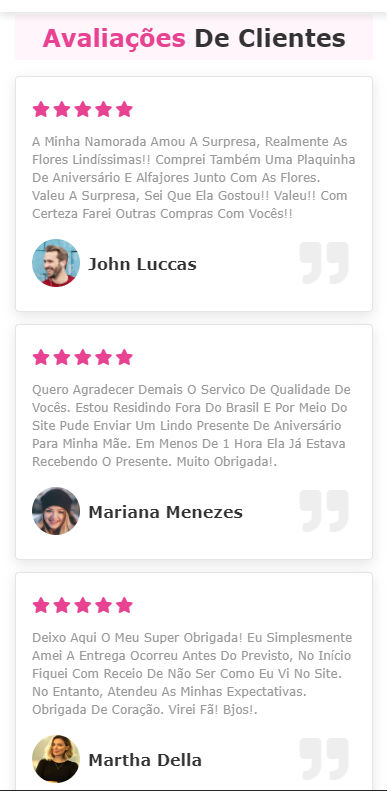 Avaliações De Clientes
A Minha Namorada Amou A Surpresa, Realmente As
Flores Lindíssimas!! Comprei Também Uma Plaquinha
De Aniversário E Alfajores Junto Com As Flores.
Valeu A Surpresa, Sei Que Ela Gostou!! Valeu!! Com
Certeza Farei Outras Compras Com Vocês!!
John Luccas
Quero Agradecer Demais O Servico De Qualidade De
Vocês. Estou Residindo Fora Do Brasil E Por Meio Do
Site Pude Enviar Um Lindo Presente De Aniversário
Para Minha Mãe. Em Menos De 1 Hora Ela Já Estava
Recebendo O Presente. Muito Obrigada!.
Mariana Menezes
Deixo Aqui O Meu Super Obrigada! Eu Simplesmente
Amei A Entrega Ocorreu Antes Do Previsto, No Início
Fiquei Com Receio De Não Ser Como Eu Vi No Site.
No Entanto, Atendeu As Minhas Expectativas.
Obrigada De Coração. Virei Fã! Bjos!.
Martha Della